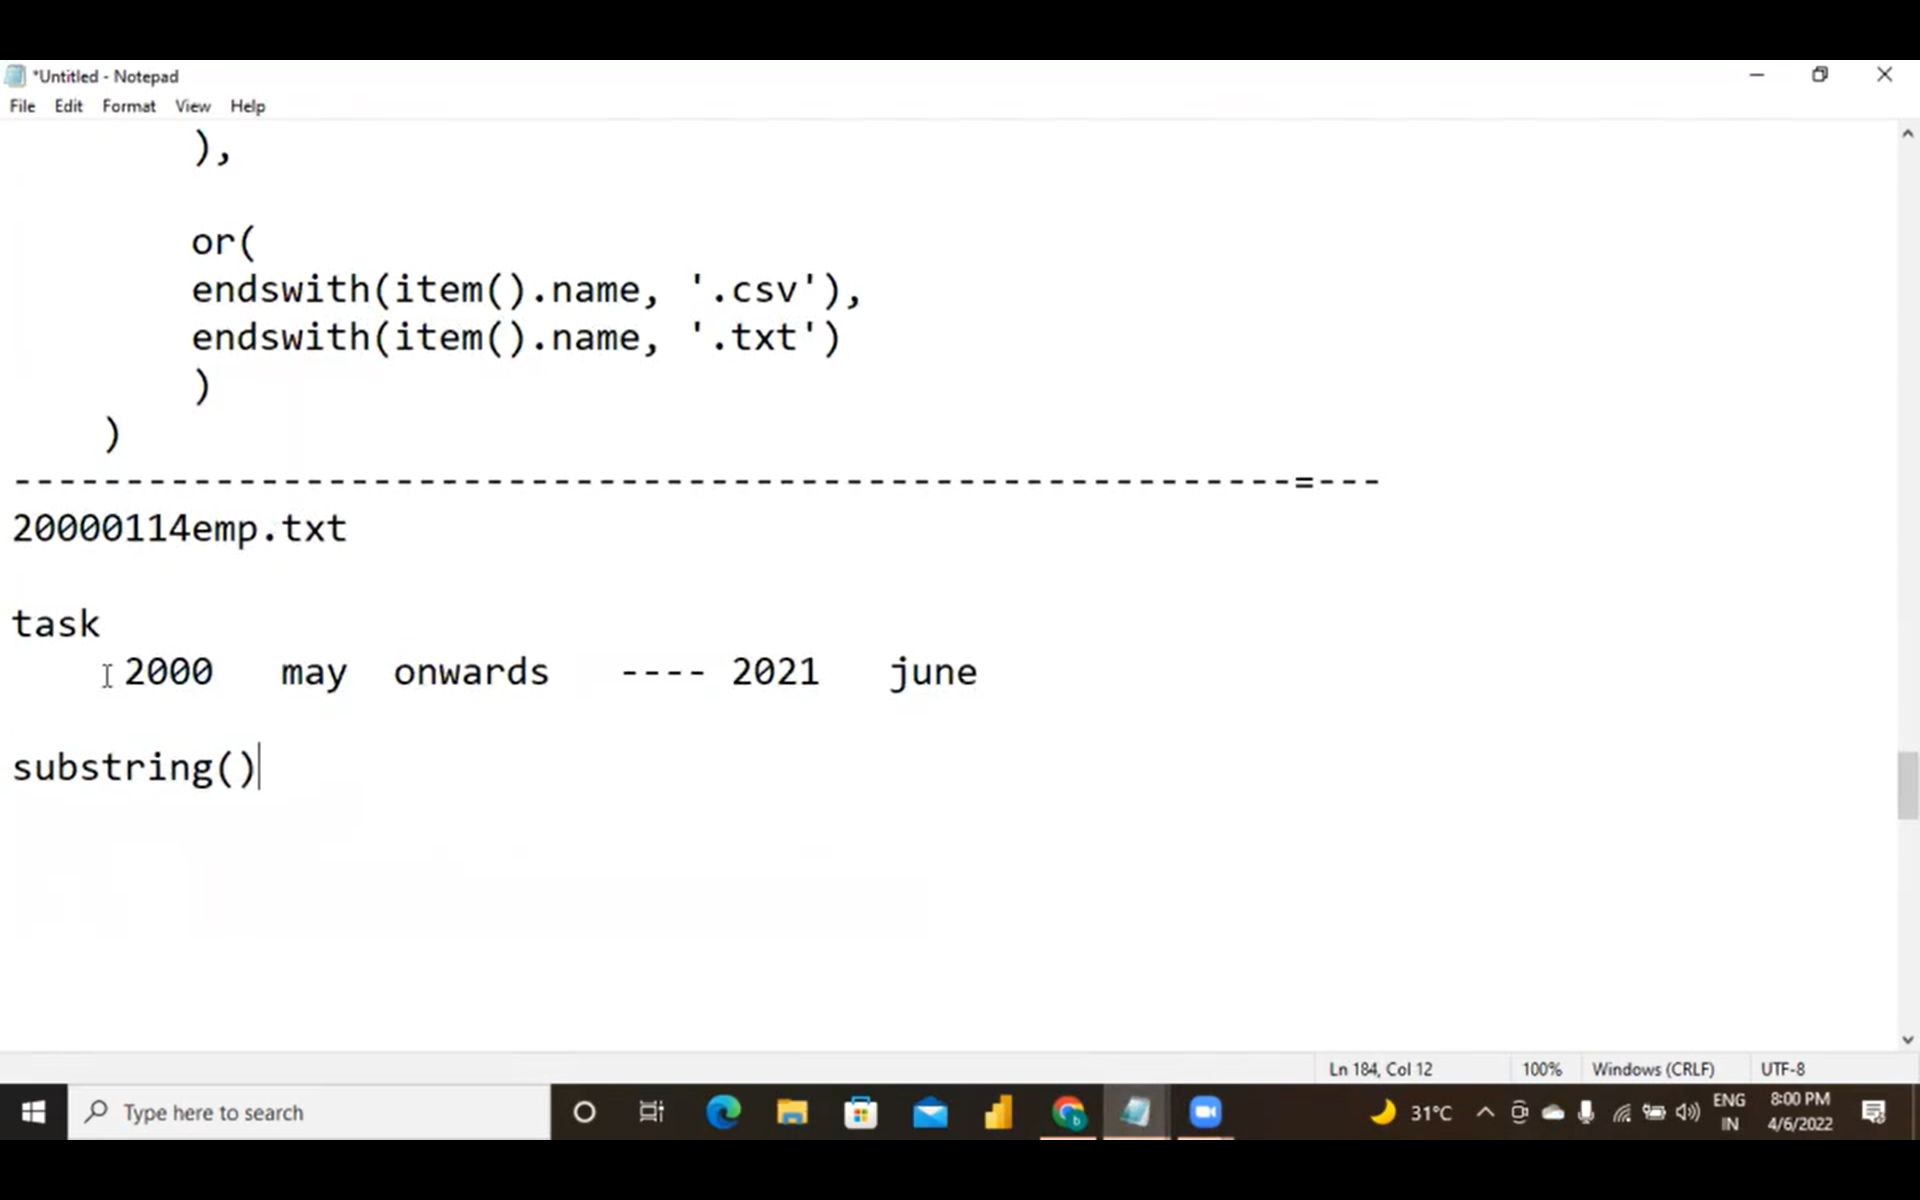 *Untitled - Notepad
File Edit Format View Help
),
or(
endswith(item().name, '.csv'),
endswith(item().name, '.txt')
)
)
---------------------------------------------------------=---
20000114emp.txt
task
2000 may onwards ---- 2021 june
substring()
Ln 184, Col 12 100% Windows (CRLF) UTF-8
Type here to search
31°C
ENG
IN
8:00 PM
4/6/2022